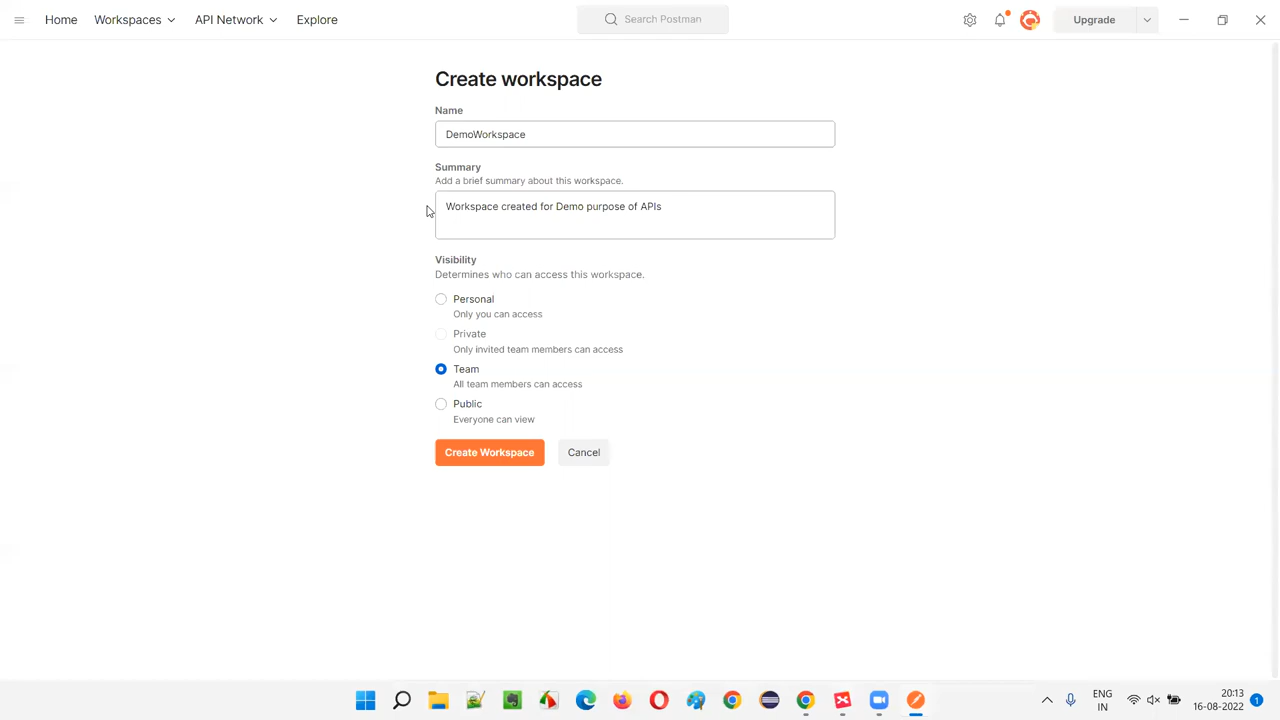 Home Workspaces API Network Explore Search Postman Upgrade
Create workspace
Name
DemoWorkspace
Summary
Add a brief summary about this workspace.
Workspace created for Demo purpose of APIs
Visibility
Determines who can access this workspace.
Personal
Only you can access
Private
Only invited team members can access
Team
All team members can access
Public
Everyone can view
Create Workspace Cancel
ENG 20:13
IN 16-08-2022 1